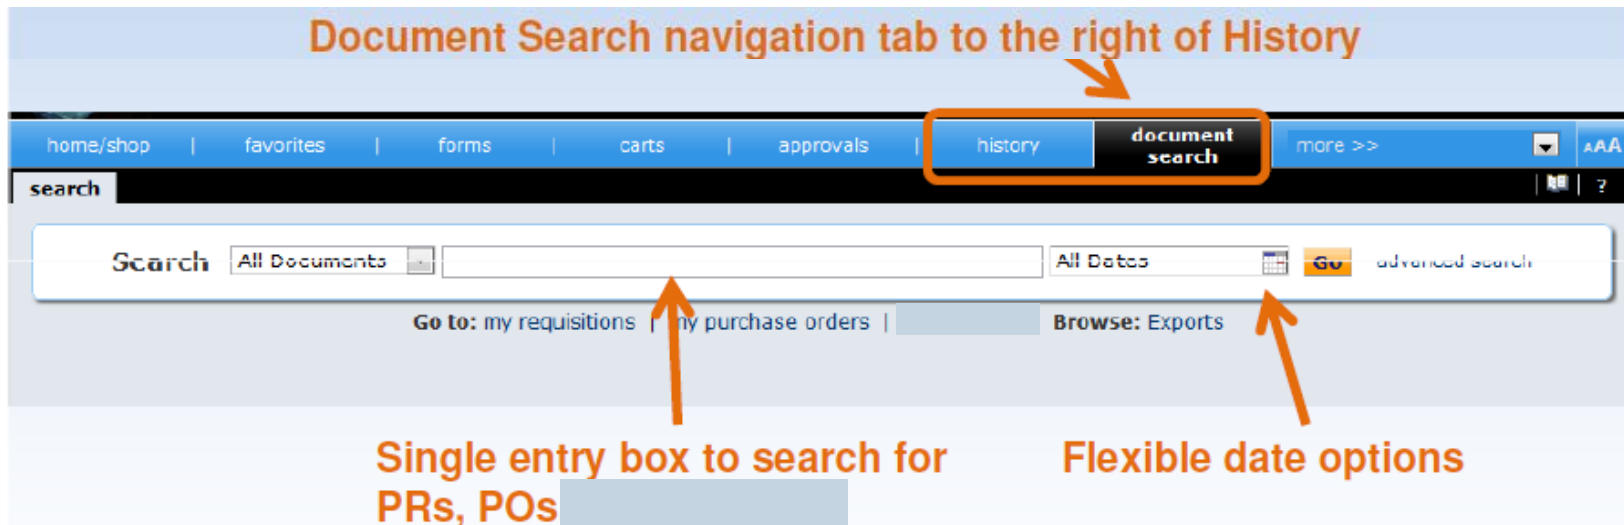 Document Search navigation tab to the right of History
home/shop | favorites | forms | carts | approvals | history document search more >> AAA
search ?
Search All Documents All Dates Go advanced search
Go to: my requisitions | my purchase orders | Browse: Exports
Single entry box to search for
PRs, POs
Flexible date options